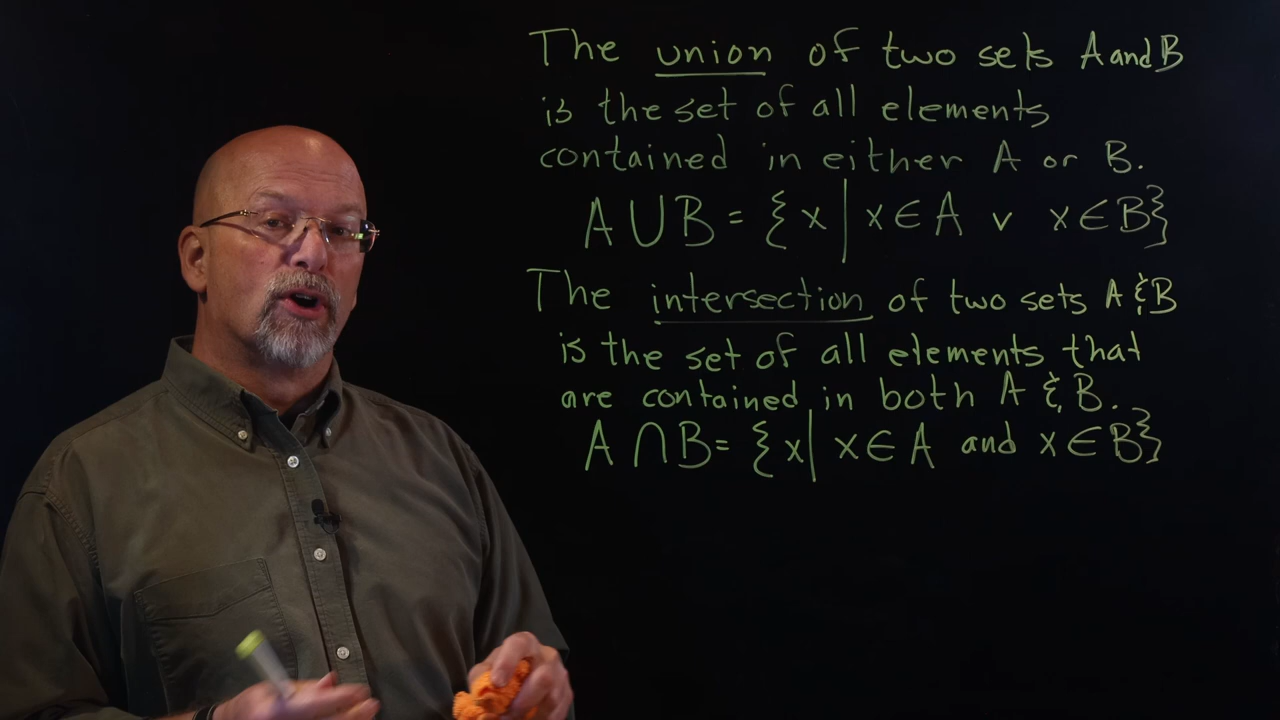 The union of two sets A and B
is the set of all elements
contained in either A or B.
A ∪ B = {x | x ∈ A ∨ x ∈ B}
The intersection of two sets A & B
is the set of all elements that
are contained in both A & B.
A ∩ B = {x | x ∈ A and x ∈ B}